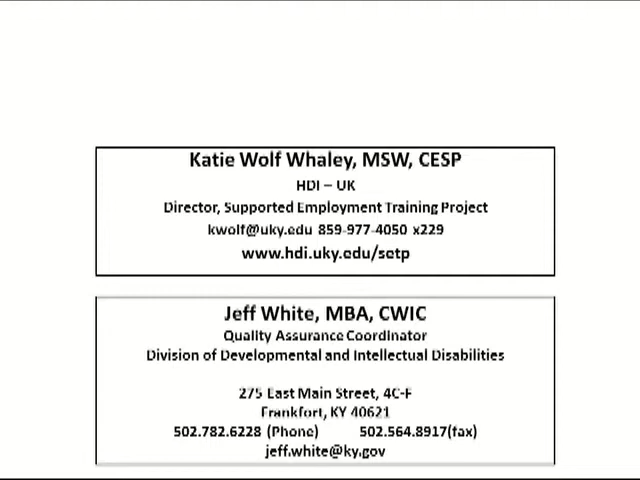 Katie Wolf Whaley, MSW, CESP
HDI – UK
Director, Supported Employment Training Project
kwolf@uky.edu 859-977-4050 x229
www.hdi.uky.edu/setp
Jeff White, MBA, CWIC
Quality Assurance Coordinator
Division of Developmental and Intellectual Disabilities
275 East Main Street, 4C-F
Frankfort, KY 40621
502.782.6228 (Phone) 502.564.8917(fax)
jeff.white@ky.gov